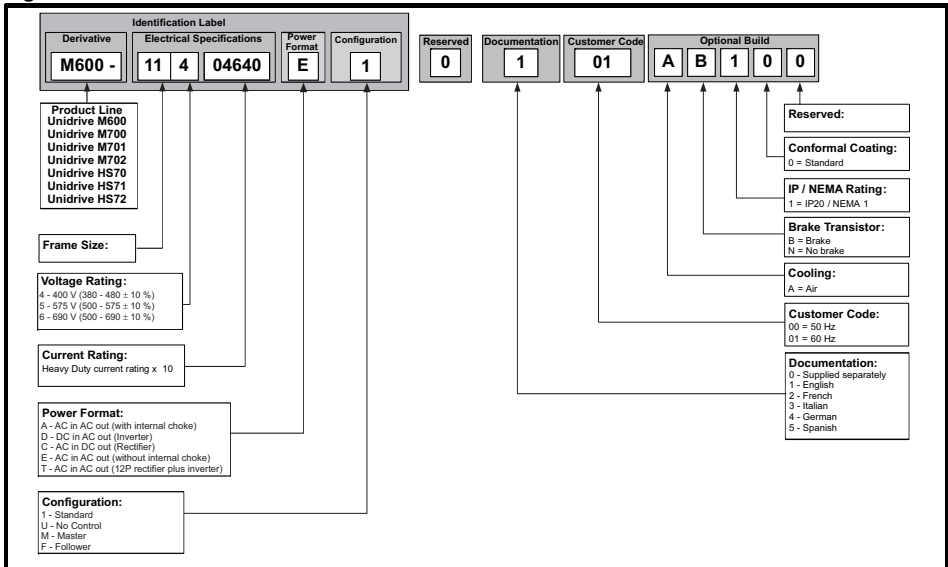 Identification Label
Derivative
Electrical Specifications
Power
Format
Configuration
Reserved
Documentation
Customer Code
Optional Build
M600 -
11
4
04640
E
1
0
1
01
A
B
1
0
0
Product Line
Unidrive M600
Unidrive M700
Unidrive M701
Unidrive M702
Unidrive HS70
Unidrive HS71
Unidrive HS72
Frame Size:
Voltage Rating:
4 - 400 V (380 - 480 ± 10 %)
5 - 575 V (500 - 575 ± 10 %)
6 - 690 V (500 - 690 ± 10 %)
Current Rating:
Heavy Duty current rating x 10
Power Format:
A - AC in AC out (with internal choke)
D - DC in AC out (Inverter)
C - AC in DC out (Rectifier)
E - AC in AC out (without internal choke)
T - AC in AC out (12P rectifier plus inverter)
Configuration:
1 - Standard
U - No Control
M - Master
F - Follower
Reserved:
Conformal Coating:
0 = Standard
IP / NEMA Rating:
1 = IP20 / NEMA 1
Brake Transistor:
B = Brake
N = No brake
Cooling:
A = Air
Customer Code:
00 = 50 Hz
01 = 60 Hz
Documentation:
0 - Supplied separately
1 - English
2 - French
3 - Italian
4 - German
5 - Spanish